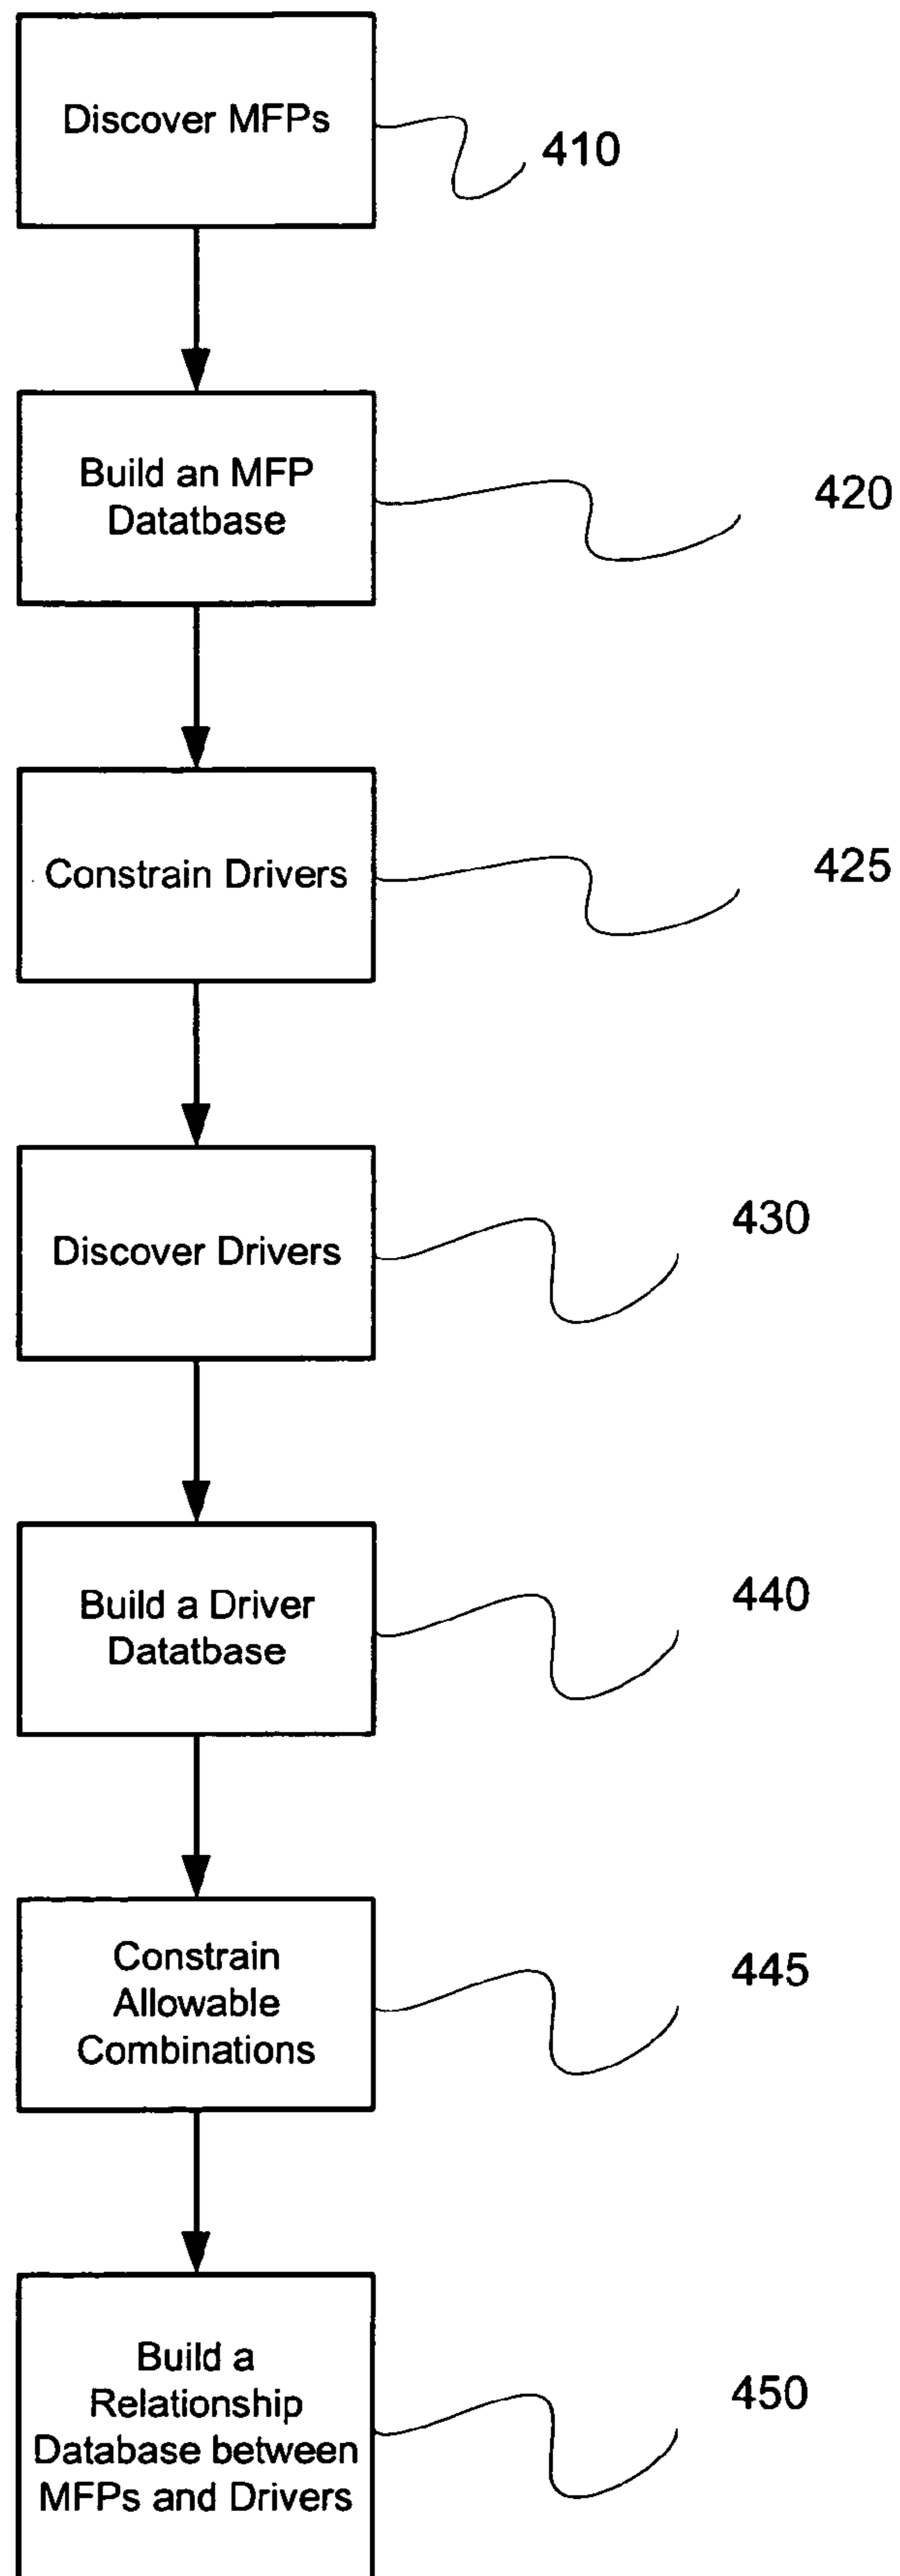 Discover MFPs
410
Build an MFP
Datatbase
420
Constrain Drivers
425
Discover Drivers
430
Build a Driver
Datatbase
440
Constrain
Allowable
Combinations
445
Build a
Relationship
Database between
MFPs and Drivers
450